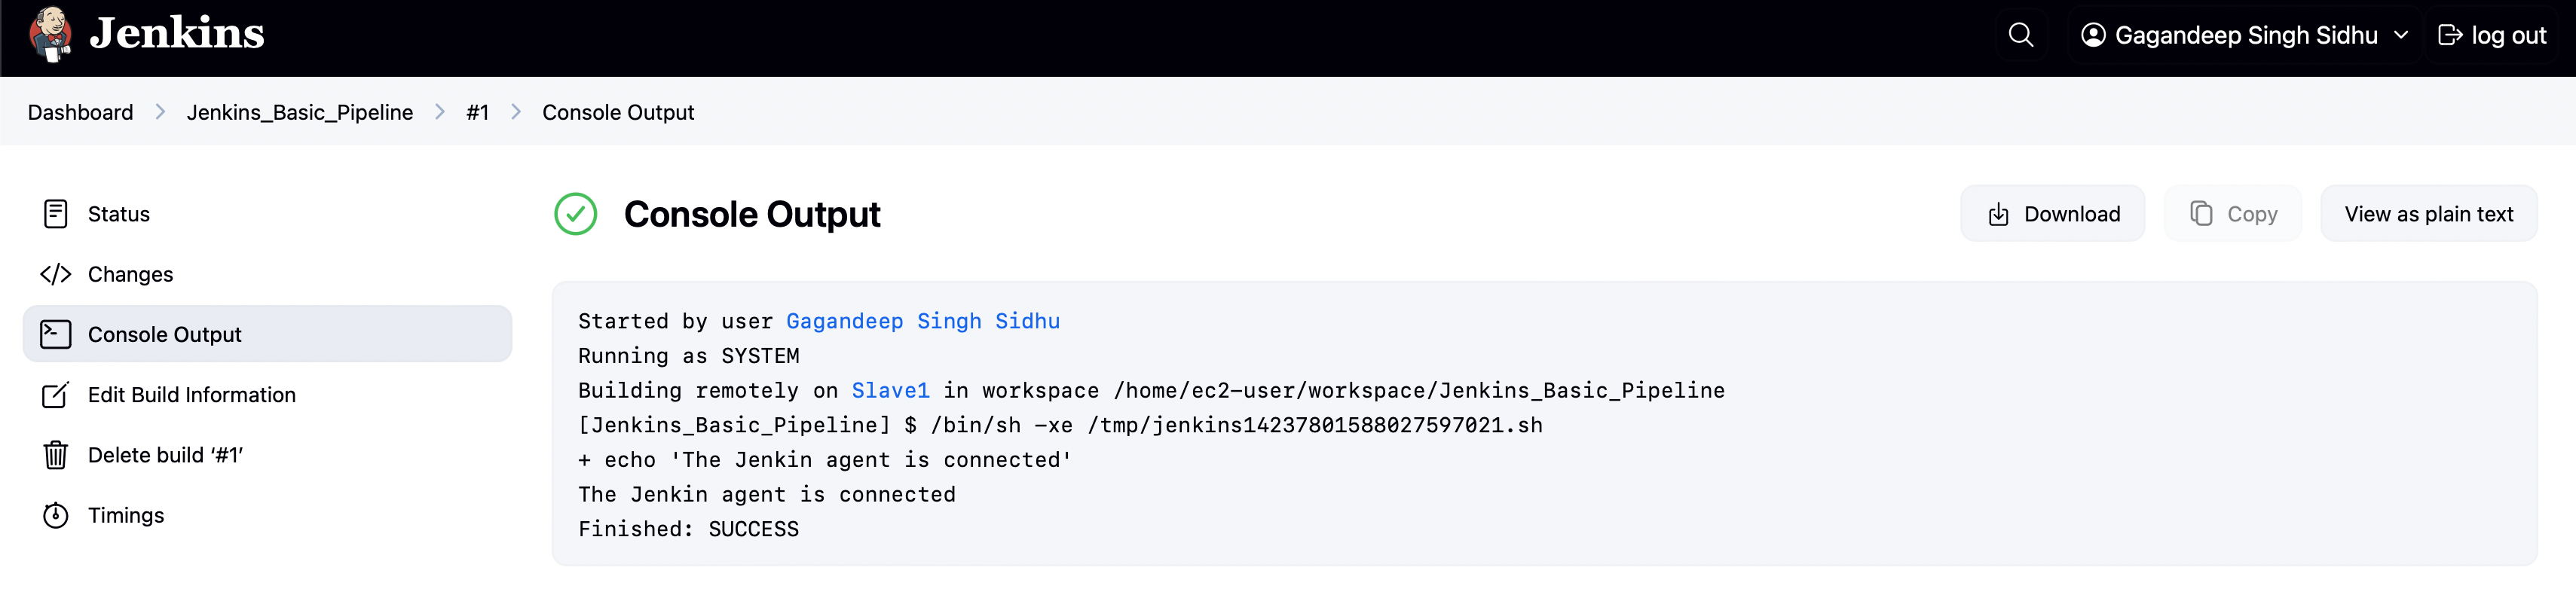 Jenkins
Gagandeep Singh Sidhu
log out
Dashboard > Jenkins_Basic_Pipeline > #1 > Console Output
Status
Changes
Console Output
Edit Build Information
Delete build ‘#1’
Timings
Console Output
Download
Copy
View as plain text
Started by user Gagandeep Singh Sidhu
Running as SYSTEM
Building remotely on Slave1 in workspace /home/ec2-user/workspace/Jenkins_Basic_Pipeline
[Jenkins_Basic_Pipeline] $ /bin/sh -xe /tmp/jenkins14237801588027597021.sh
+ echo 'The Jenkin agent is connected'
The Jenkin agent is connected
Finished: SUCCESS